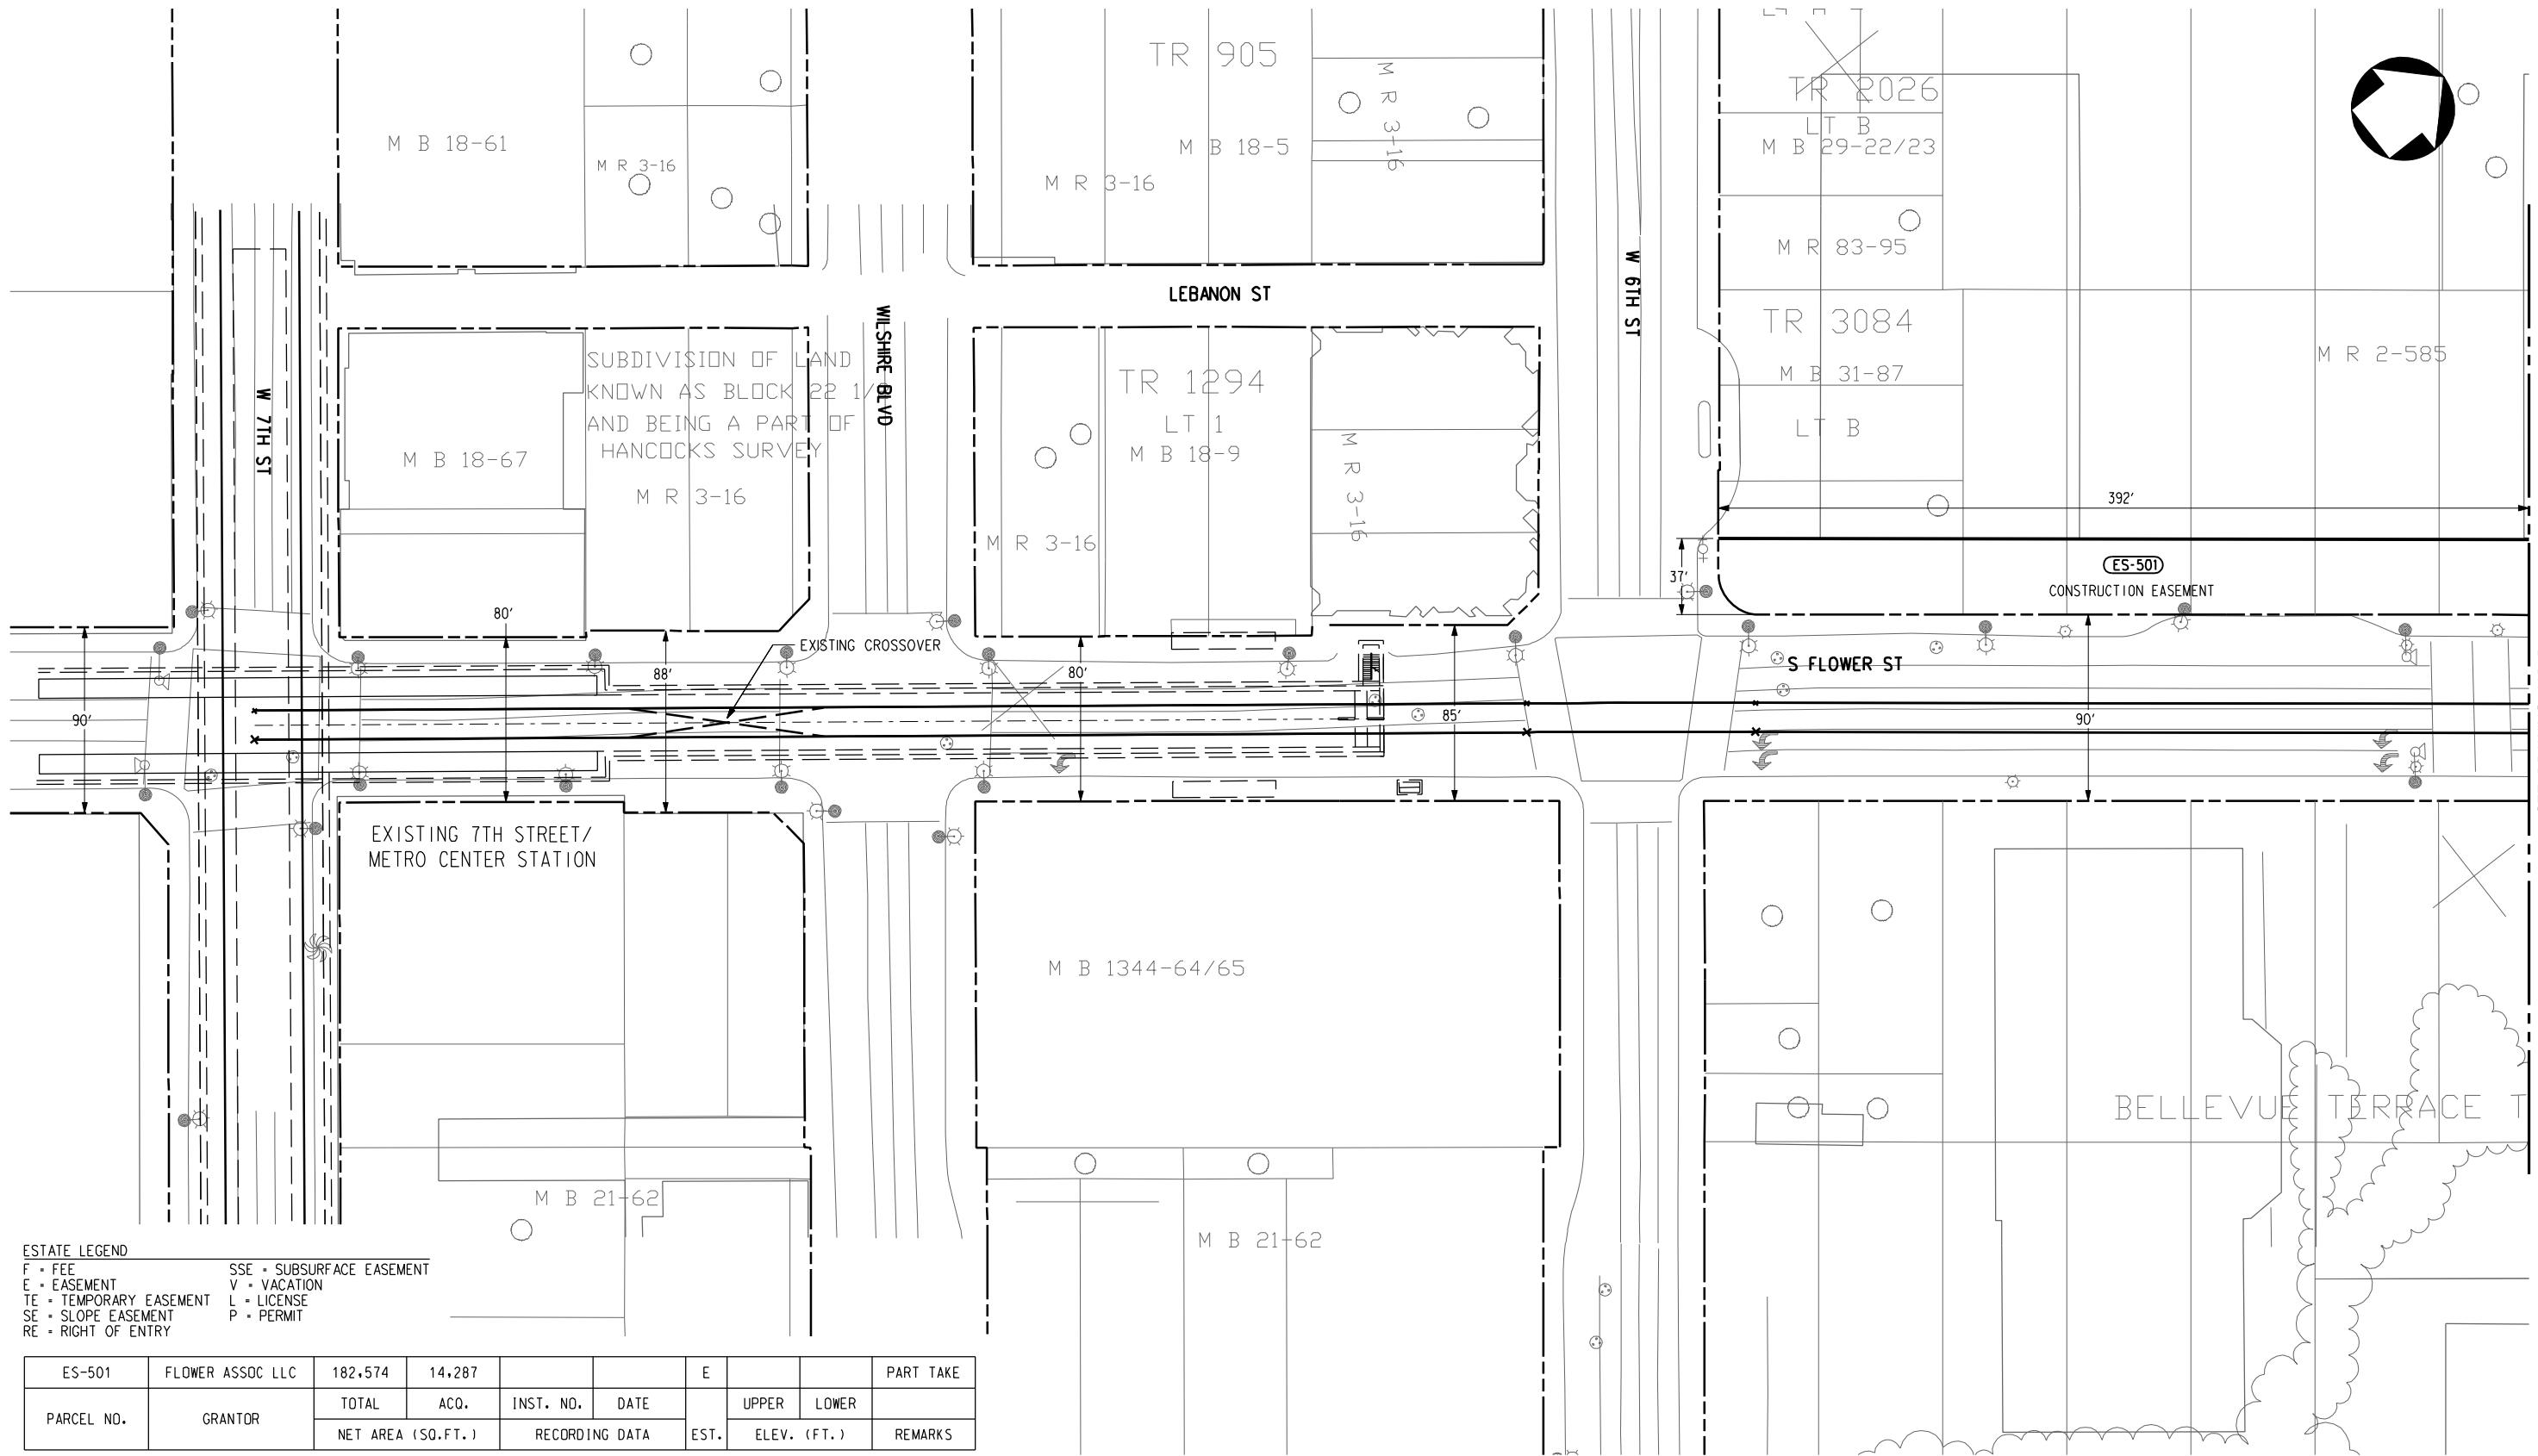 TR 905
M R 3-16
TR 2026
LT B
M B 29-22/23
M B 18-61
M R 3-16
M B 18-5
M R 3-16
M R 83-95
W 6TH ST
LEBANON ST
WILSHIRE BLVD
TR 3084
M R 2-585
M B 31-87
LT B
SUBDIVISION OF LAND
KNOWN AS BLOCK 22 1/
AND BEING A PART OF
HANCOCKS SURVEY
M R 3-16
TR 1294
LT 1
M B 18-9
M R 3-16
W 7TH ST
M B 18-67
392'
M R 3-16
37'
ES-501
CONSTRUCTION EASEMENT
80'
EXISTING CROSSOVER
88'
80'
S FLOWER ST
90'
85'
90'
EXISTING 7TH STREET/
METRO CENTER STATION
M B 1344-64/65
BELLEVUE TERRACE T
M B 21-62
M B 21-62
ESTATE LEGEND
F = FEE SSE = SUBSURFACE EASEMENT
E = EASEMENT V = VACATION
TE = TEMPORARY EASEMENT L = LICENSE
SE = SLOPE EASEMENT P = PERMIT
RE = RIGHT OF ENTRY
ES-501 FLOWER ASSOC LLC 182,574 14,287 E PART TAKE
PARCEL NO. GRANTOR TOTAL ACQ. INST. NO. DATE EST. UPPER LOWER
NET AREA (SQ.FT.) RECORDING DATA ELEV. (FT.) REMARKS